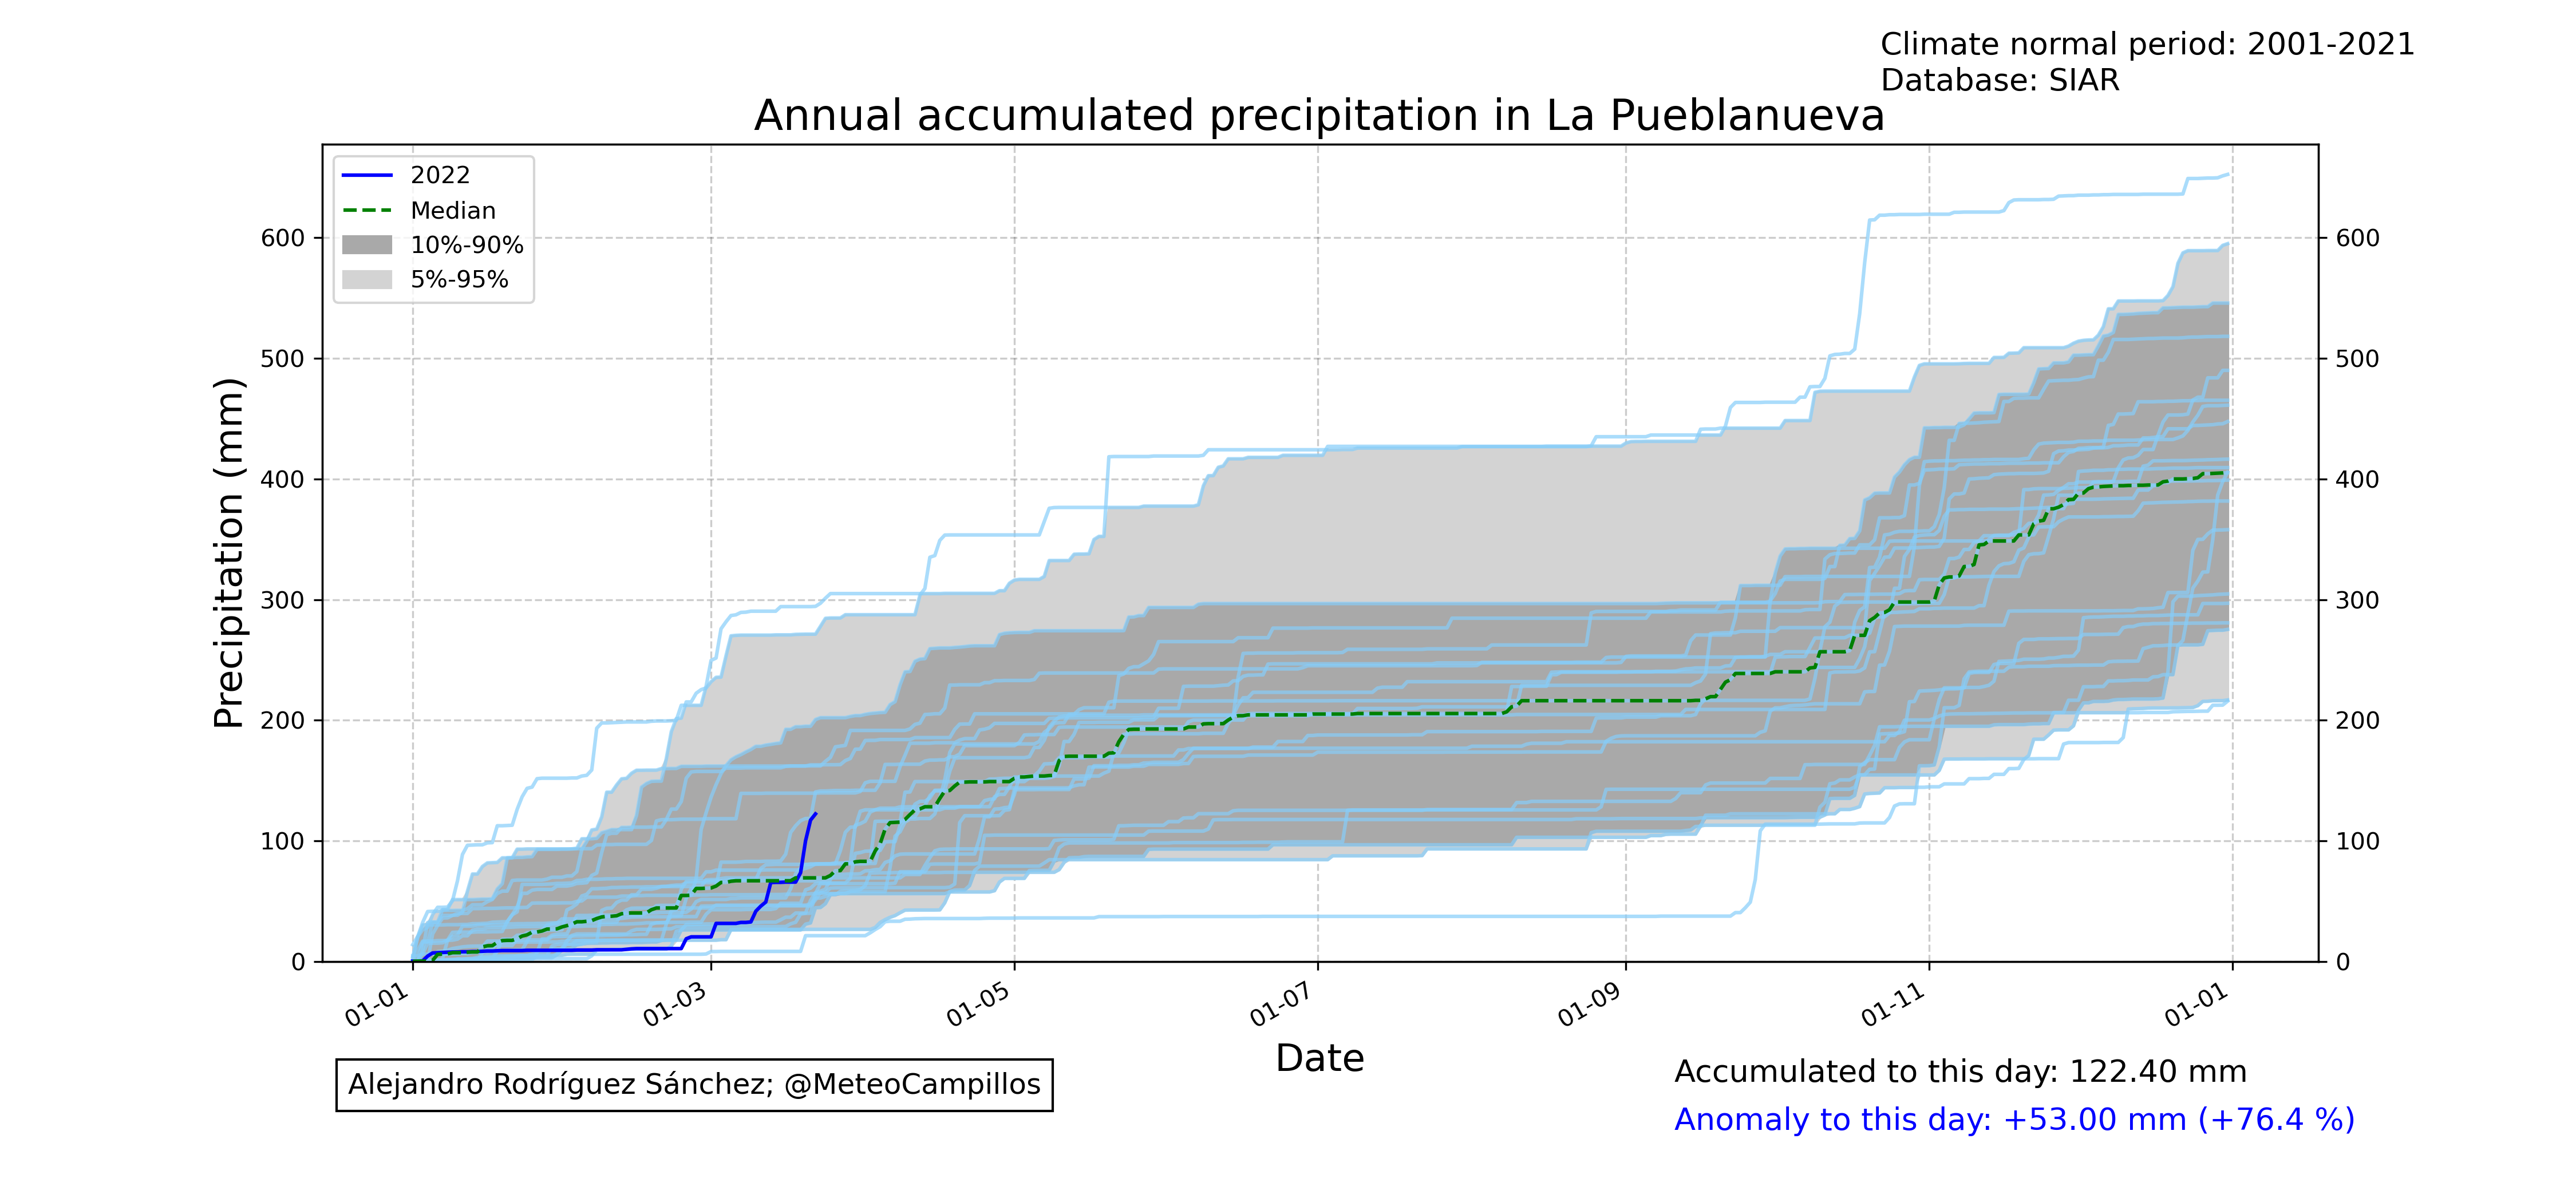 Climate normal period: 2001-2021
Database: SIAR
Annual accumulated precipitation in La Pueblanueva
2022
Median
10%-90%
5%-95%
Precipitation (mm)
600
500
400
300
200
100
0
600
500
400
300
200
100
0
01-01
01-03
01-05
01-07
01-09
01-11
01-01
Date
Alejandro Rodríguez Sánchez; @MeteoCampillos
Accumulated to this day: 122.40 mm
Anomaly to this day: +53.00 mm (+76.4 %)